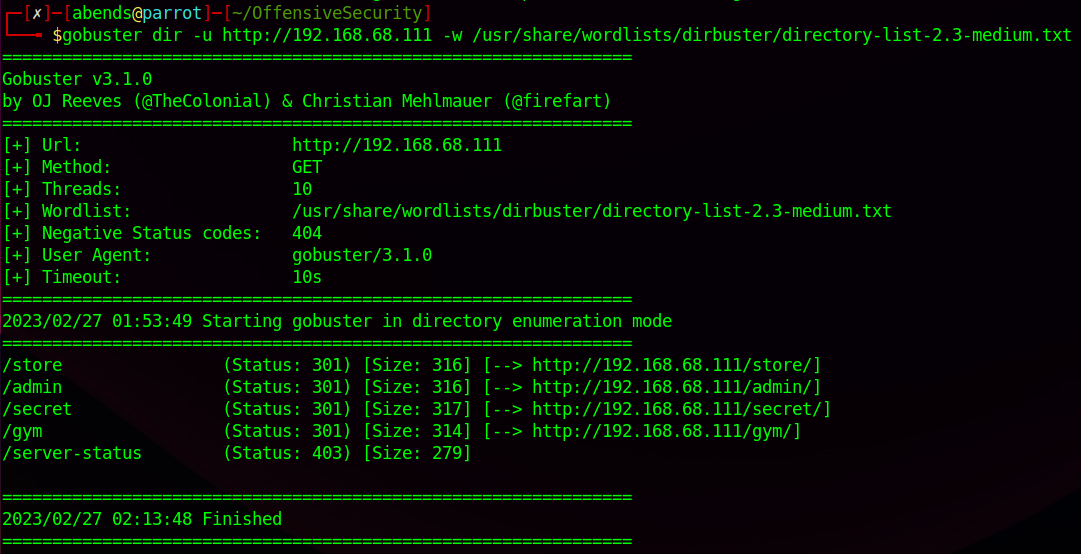 ┌─[✗]─[abends@parrot]─[~/OffensiveSecurity]
└──╼ $gobuster dir -u http://192.168.68.111 -w /usr/share/wordlists/dirbuster/directory-list-2.3-medium.txt
===============================================================
Gobuster v3.1.0
by OJ Reeves (@TheColonial) & Christian Mehlmauer (@firefart)
===============================================================
[+] Url:                     http://192.168.68.111
[+] Method:                  GET
[+] Threads:                 10
[+] Wordlist:                /usr/share/wordlists/dirbuster/directory-list-2.3-medium.txt
[+] Negative Status codes:   404
[+] User Agent:              gobuster/3.1.0
[+] Timeout:                 10s
===============================================================
2023/02/27 01:53:49 Starting gobuster in directory enumeration mode
===============================================================
/store                (Status: 301) [Size: 316] [--> http://192.168.68.111/store/]
/admin                (Status: 301) [Size: 316] [--> http://192.168.68.111/admin/]
/secret               (Status: 301) [Size: 317] [--> http://192.168.68.111/secret/]
/gym                  (Status: 301) [Size: 314] [--> http://192.168.68.111/gym/]
/server-status        (Status: 403) [Size: 279]
===============================================================
2023/02/27 02:13:48 Finished
===============================================================